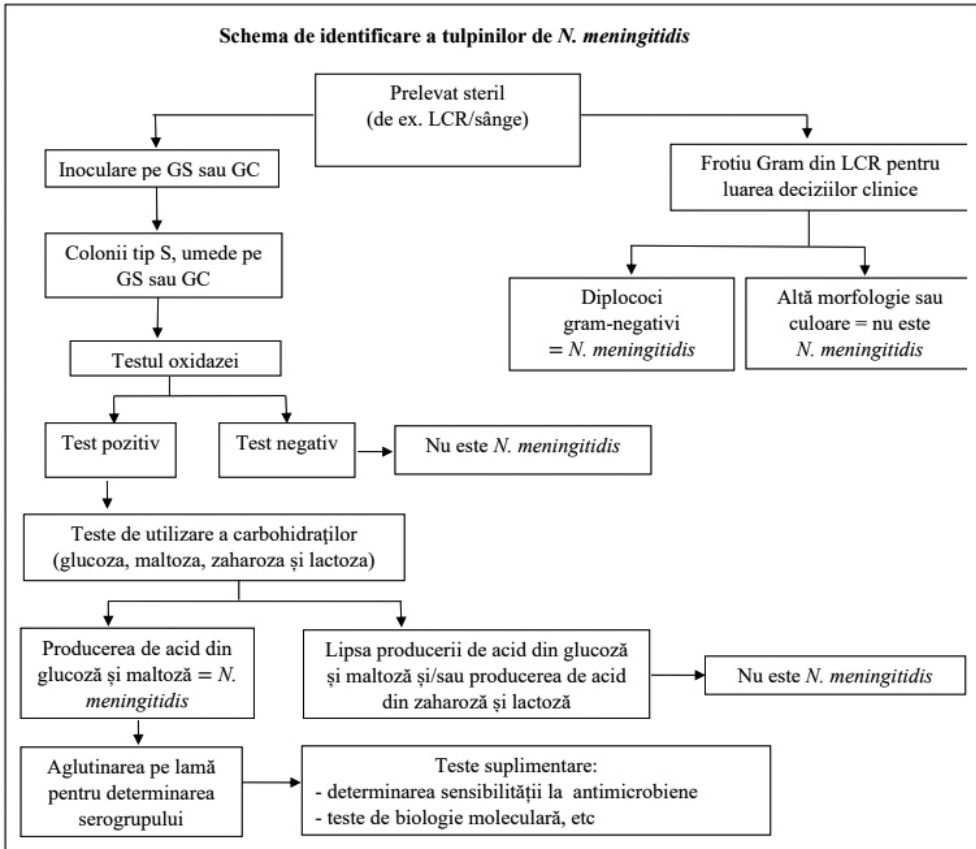 Schema de identificare a tulpinilor de N. meningitidis
Prelevat steril
(de ex. LCR/sânge)
Inoculare pe GS sau GC
Frotiu Gram din LCR pentru
luarea deciziilor clinice
Colonii tip S, umede pe
GS sau GC
Diplococi
gram-negativi
= N. meningitidis
Altă morfologie sau
culoare = nu este
N. meningitidis
Testul oxidazei
Test pozitiv
Test negativ
Nu este N. meningitidis
Teste de utilizare a carbohidraţilor
(glucoza, maltoza, zaharoza și lactoza)
Producerea de acid din
glucoză și maltoză = N.
meningitidis
Lipsa producerii de acid din glucoză
și maltoză și/sau producerea de acid
din zaharoză și lactoză
Nu este N. meningitidis
Aglutinarea pe lamă
pentru determinarea
serogrupului
Teste suplimentare:
- determinarea sensibilității la antimicrobiene
- teste de biologie moleculară, etc